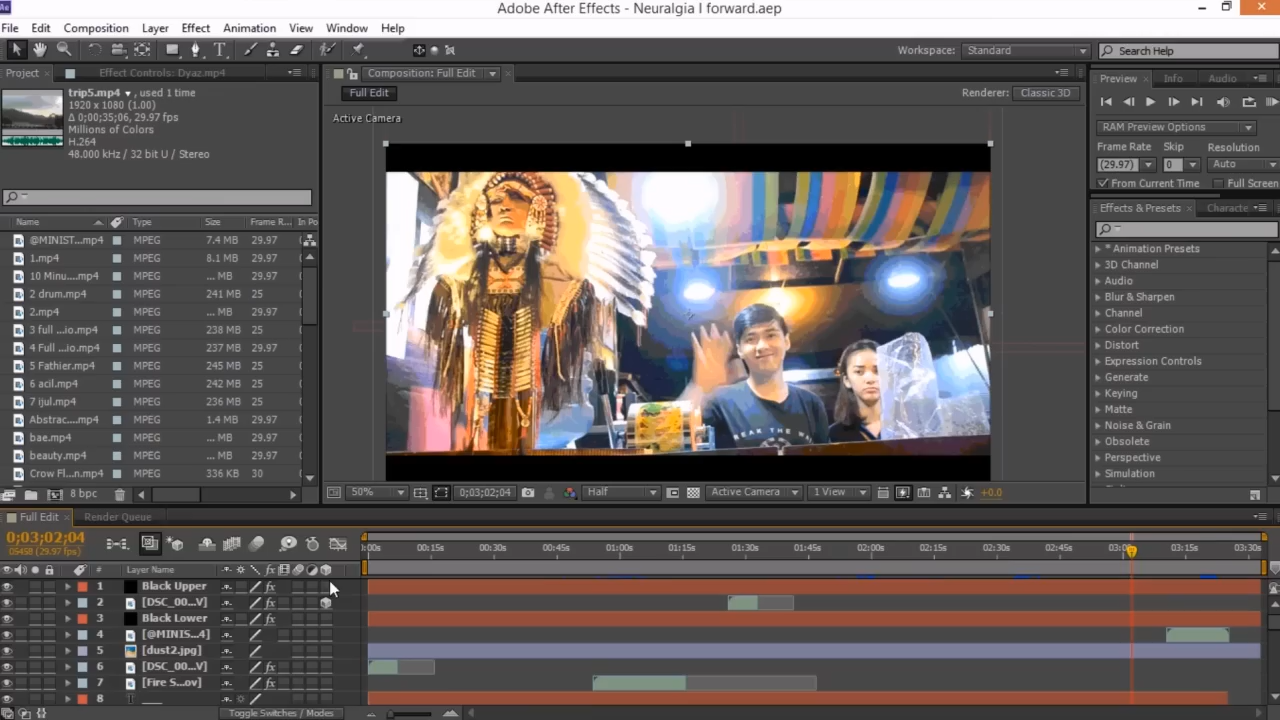 Ae
Adobe After Effects - Neuralgia I forward.aep
File Edit Composition Layer Effect Animation View Window Help
Workspace: Standard Search Help
Project Effect Controls: Dyaz.mp4
trip5.mp4 , used 1 time
1920 x 1080 (1.00)
Δ 0;00;35;06, 29.97 fps
Millions of Colors
H.264
48.000 kHz / 32 bit U / Stereo
Name Type Size Frame R... In Po
@MINIST...mp4 MPEG 7.4 MB 29.97
1.mp4 MPEG 8.1 MB 29.97
10 Minu....mp4 MPEG ... MB 29.97
2 drum.mp4 MPEG 241 MB 25
2.mp4 MPEG ... MB 29.97
3 full ...io.mp4 MPEG 238 MB 25
4 Full ...io.mp4 MPEG 237 MB 25
5 Fathier.mp4 MPEG 245 MB 25
6 acil.mp4 MPEG 242 MB 25
7 ijul.mp4 MPEG 236 MB 25
Abstrac....mp4 MPEG 1.4 MB 29.97
bae.mp4 MPEG ... MB 29.97
beauty.mp4 MPEG ... MB 29.97
Crow Fl...n.mp4 MPEG 336 KB 30
8 bpc
Composition: Full Edit
Full Edit
Renderer: Classic 3D
Active Camera
50% 0;03;02;04 Half Active Camera 1 View +0.0
Preview Info Audio
RAM Preview Options
Frame Rate Skip Resolution
(29.97) 0 Auto
From Current Time Full Screen
Effects & Presets Characte
* Animation Presets
3D Channel
Audio
Blur & Sharpen
Channel
Color Correction
Distort
Expression Controls
Generate
Keying
Matte
Noise & Grain
Obsolete
Perspective
Simulation
Full Edit Render Queue
0;03;02;04
05458 (29.97 fps)
:00s 00:15s 00:30s 00:45s 01:00s 01:15s 01:30s 01:45s 02:00s 02:15s 02:30s 02:45s 03:0 03:15s 03:30s
# Layer Name fx
1 Black Upper fx
2 [DSC_00...V] fx
3 Black Lower fx
4 [@MINIS...4]
5 [dust2.jpg]
6 [DSC_00...V] fx
7 [Fire S...ov] fx
8
Toggle Switches / Modes